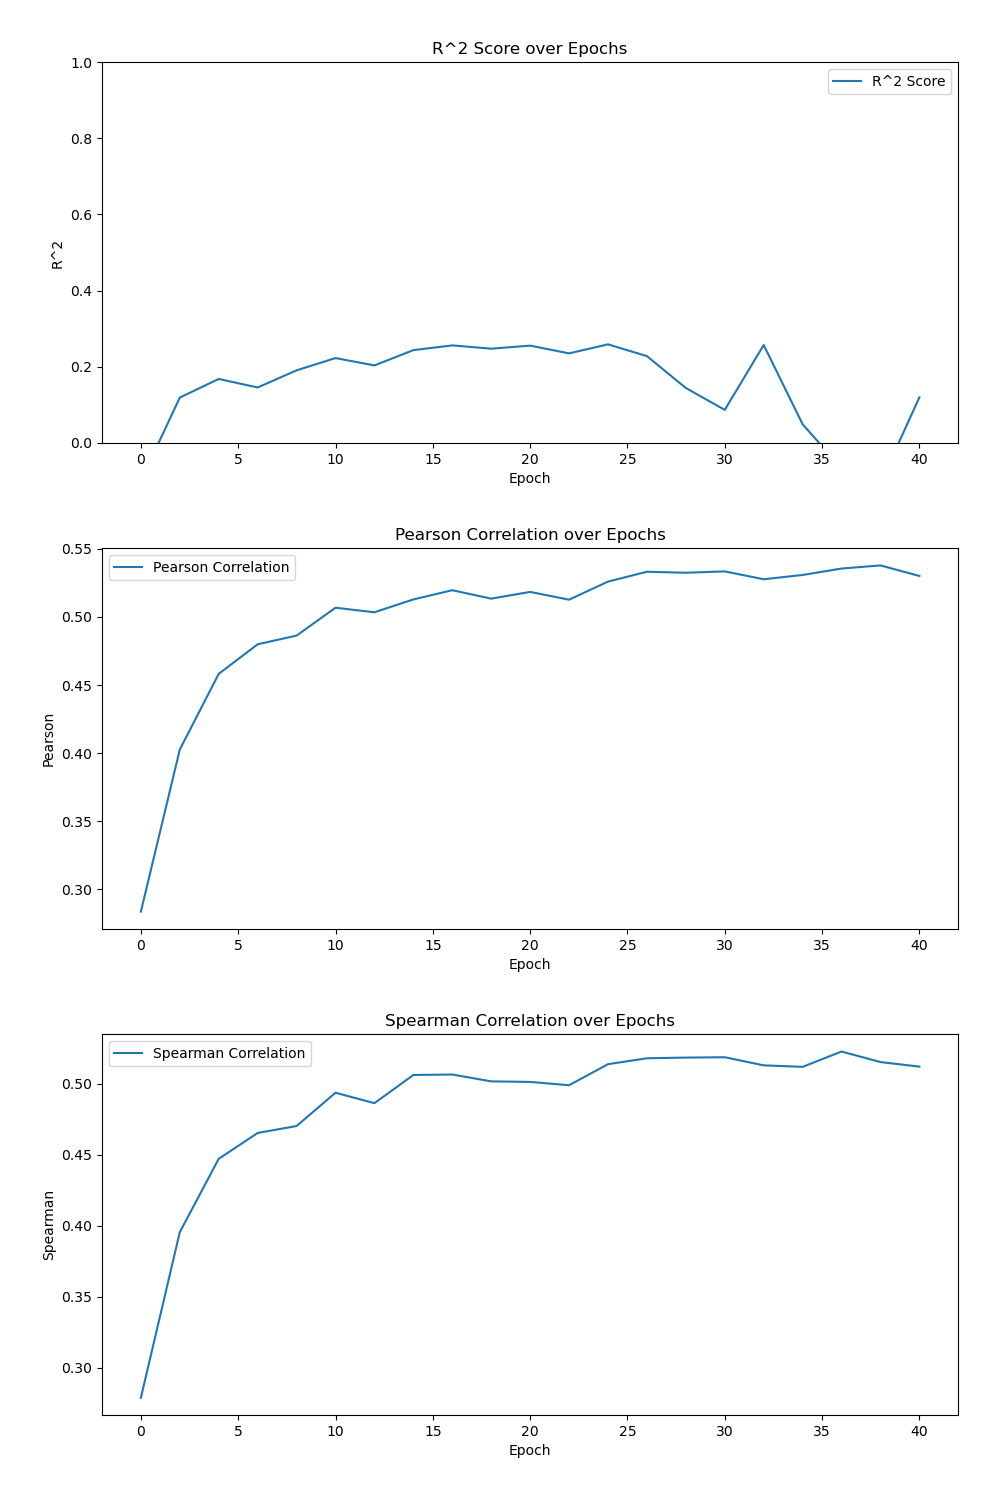 R^2 Score over Epochs
1.0
R^2 Score
0.8
0.6
R^2
0.4
0.2
0.0
0 5 10 15 20 25 30 35 40
Epoch
Pearson Correlation over Epochs
0.55
Pearson Correlation
0.50
0.45
Pearson
0.40
0.35
0.30
0 5 10 15 20 25 30 35 40
Epoch
Spearman Correlation over Epochs
Spearman Correlation
0.50
0.45
Spearman
0.40
0.35
0.30
0 5 10 15 20 25 30 35 40
Epoch